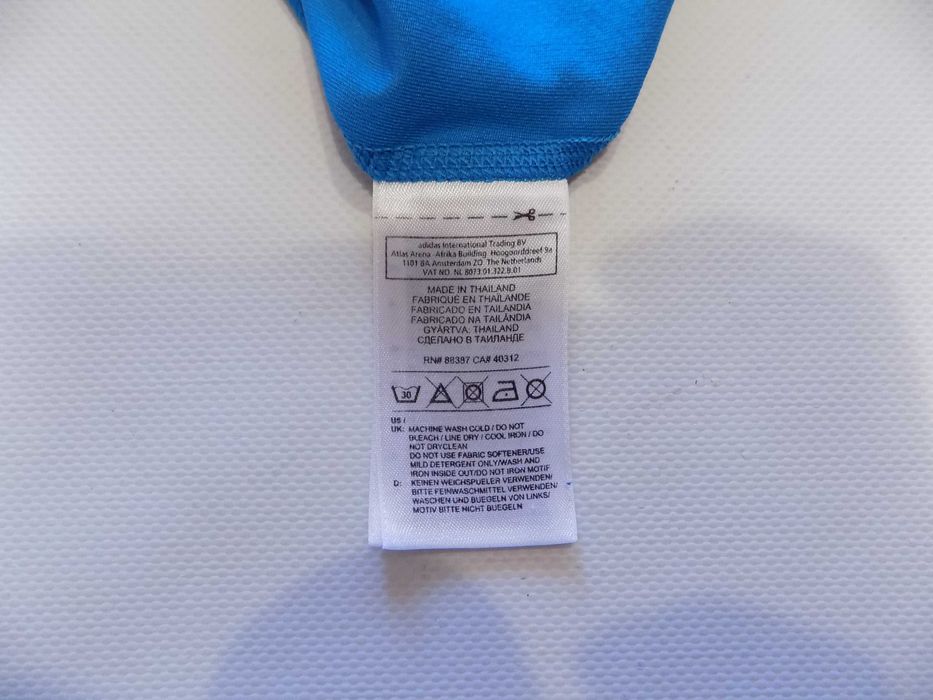 adidas International Trading BV
Atlas Arena Afrika Building Hoogoorddreef 9a
1101 BA Amsterdam ZO The Netherlands
VAT NO. NL 8073.01.322.B.01
MADE IN THAILAND
FABRIQUÉ EN THAÏLANDE
FABRICADO EN TAILANDIA
FABRICADO NA TAILÂNDIA
GYÁRTVA: THAILAND
СДЕЛАНО В ТАИЛАНДЕ
RN# 88387 CA# 40312
30
US /
UK: MACHINE WASH COLD / DO NOT
BLEACH / LINE DRY / COOL IRON / DO
NOT DRYCLEAN
DO NOT USE FABRIC SOFTENER/USE
MILD DETERGENT ONLY/WASH AND
IRON INSIDE OUT/DO NOT IRON MOTIF
D: KEINEN WEICHSPUELER VERWENDEN/
BITTE FEINWASCHMITTEL VERWENDEN/
WASCHEN UND BUEGELN VON LINKS/
MOTIV BITTE NICHT BUEGELN